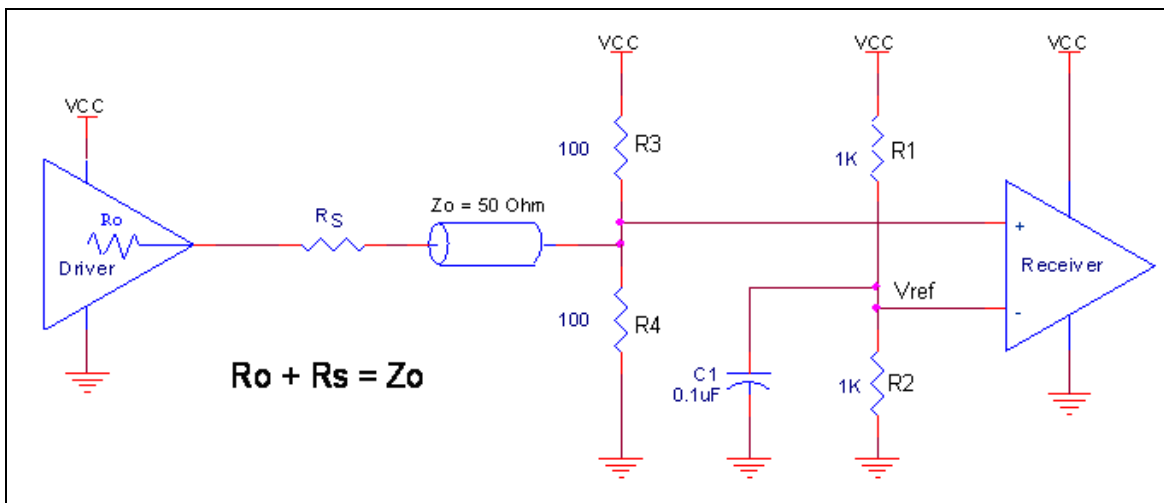 VCC
VCC
VCC
VCC
Ro
Driver
RS
Zo = 50 Ohm
100
R3
1K
R1
+
Receiver
-
Vref
100
R4
C1
0.1uF
1K
R2
Ro + Rs = Zo